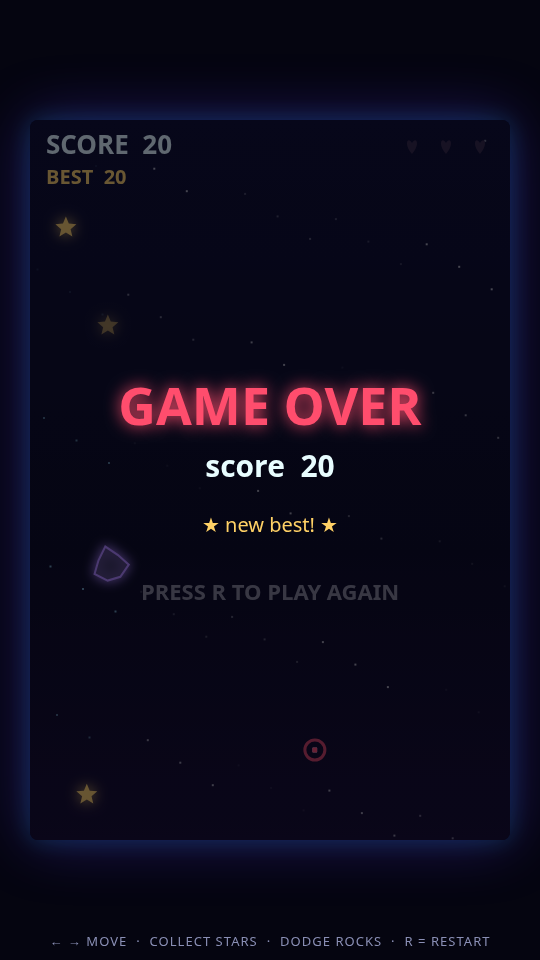 SCORE 20
BEST 20
GAME OVER
score 20
★ new best! ★
PRESS R TO PLAY AGAIN
← → MOVE · COLLECT STARS · DODGE ROCKS · R = RESTART